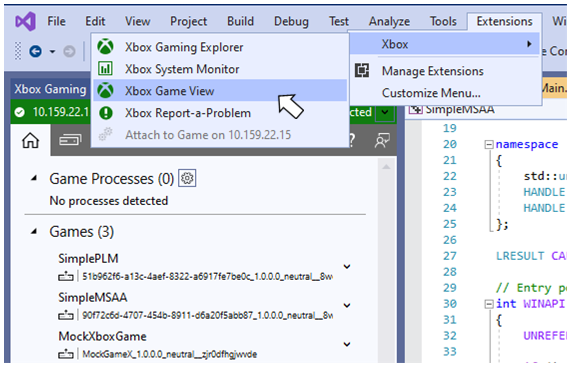 File Edit View Project Build Debug Test Analyze Tools Extensions
Xbox Gaming Explorer
Xbox System Monitor
Xbox Game View
Xbox Report-a-Problem
Attach to Game on 10.159.22.15
Xbox
Manage Extensions
Customize Menu...
Xbox Gaming
10.159.22.1
Main.
SimpleMSAA
Game Processes (0)
No processes detected
Games (3)
SimplePLM
51b962f6-a13c-4aef-8322-a6917fe7be0c_1.0.0.0_neutral__8w
SimpleMSAA
90f72c6d-4707-454b-8911-d6a20f5abb87_1.0.0.0_neutral__8w
MockXboxGame
MockGameX_1.0.0.0_neutral__zjr0dfhgjwvde
19
20 namespace
21 {
22 std::u
23 HANDLE
24 HANDLE
25 };
26
27 LRESULT CA
28
29 // Entry p
30 int WINAPI
31 {
32 UNREFE
33